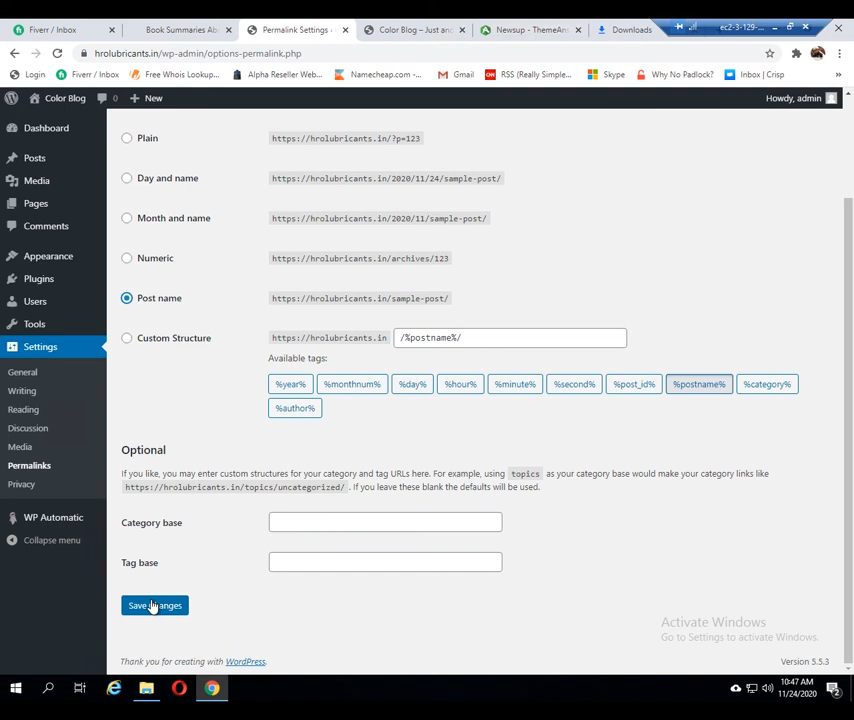 Fiverr / Inbox
Book Summaries Abo
Permalink Settings ‹
Color Blog – Just ano
Newsup - ThemeAns
Downloads
ec2-3-129-
hrolubricants.in/wp-admin/options-permalink.php
Login
Fiverr / Inbox
Free Whois Lookup...
Alpha Reseller Web...
Namecheap.com -...
Gmail
RSS (Really Simple...
Skype
Why No Padlock?
Inbox | Crisp
Color Blog
0
New
Howdy, admin
Dashboard
Posts
Media
Pages
Comments
Appearance
Plugins
Users
Tools
Settings
General
Writing
Reading
Discussion
Media
Permalinks
Privacy
WP Automatic
Collapse menu
Plain https://hrolubricants.in/?p=123
Day and name https://hrolubricants.in/2020/11/24/sample-post/
Month and name https://hrolubricants.in/2020/11/sample-post/
Numeric https://hrolubricants.in/archives/123
Post name https://hrolubricants.in/sample-post/
Custom Structure https://hrolubricants.in /%postname%/
Available tags:
%year% %monthnum% %day% %hour% %minute% %second% %post_id% %postname% %category%
%author%
Optional
If you like, you may enter custom structures for your category and tag URLs here. For example, using topics as your category base would make your category links like
https://hrolubricants.in/topics/uncategorized/ . If you leave these blank the defaults will be used.
Category base
Tag base
Save Changes
Activate Windows
Go to Settings to activate Windows.
Thank you for creating with WordPress.
Version 5.5.3
10:47 AM
11/24/2020
2